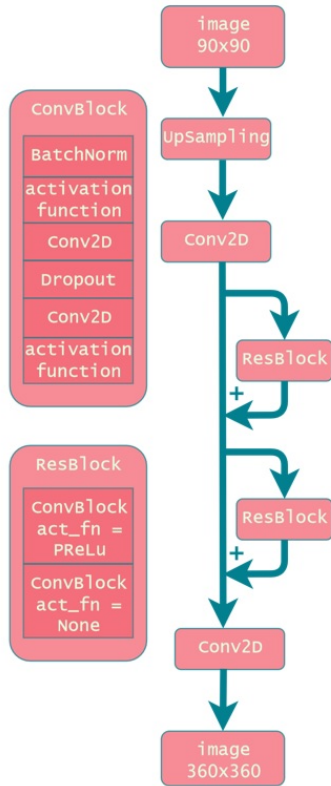 image
90x90
UpSampling
Conv2D
ConvBlock
BatchNorm
activation
function
Conv2D
Dropout
Conv2D
activation
function
+
ResBlock
ResBlock
ConvBlock
act_fn =
PReLu
ConvBlock
act_fn =
None
+
ResBlock
Conv2D
image
360x360